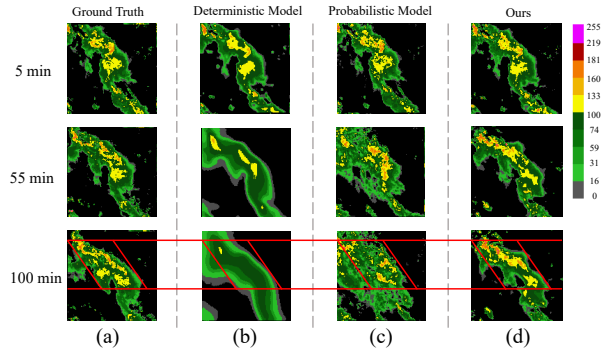 Ground Truth Deterministic Model Probabilistic Model Ours
5 min
55 min
100 min
255
219
181
160
133
100
74
59
31
16
0
(a) (b) (c) (d)